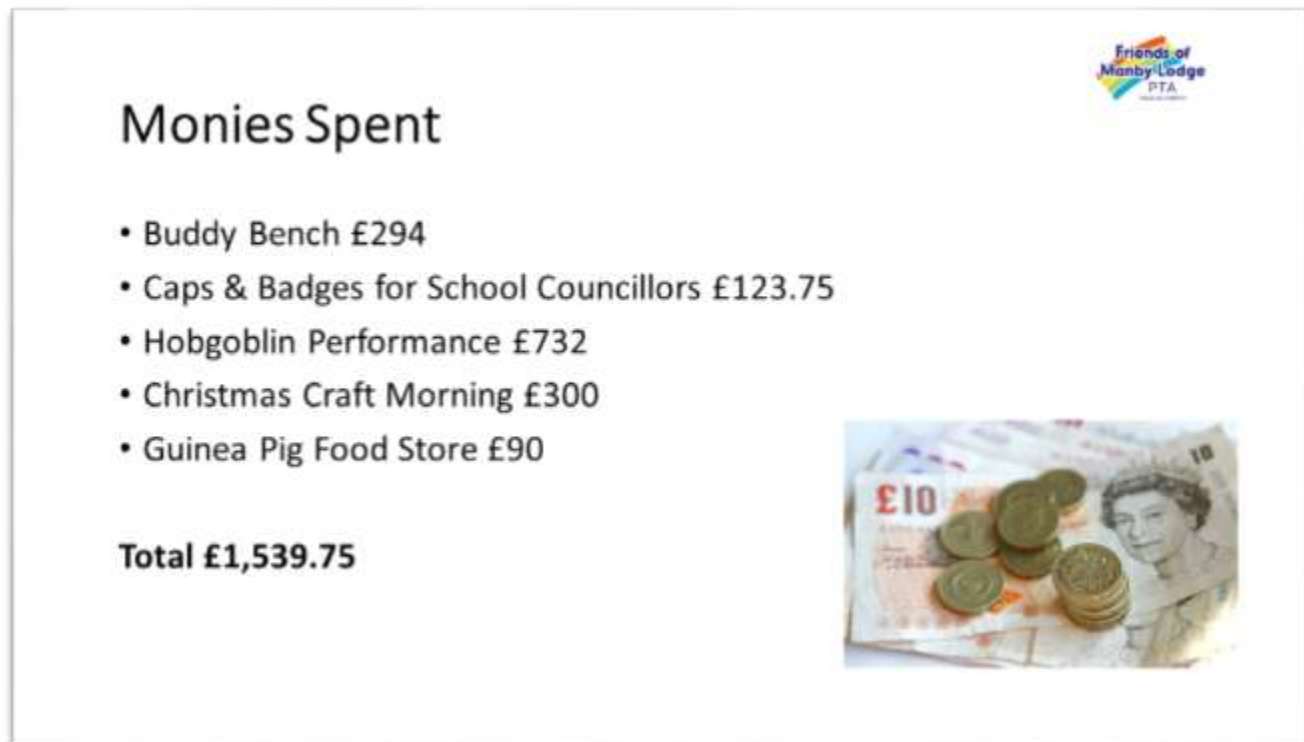 Friends of
Manby Lodge
PTA
Monies Spent
• Buddy Bench £294
• Caps & Badges for School Councillors £123.75
• Hobgoblin Performance £732
• Christmas Craft Morning £300
• Guinea Pig Food Store £90
Total £1,539.75
£10
10